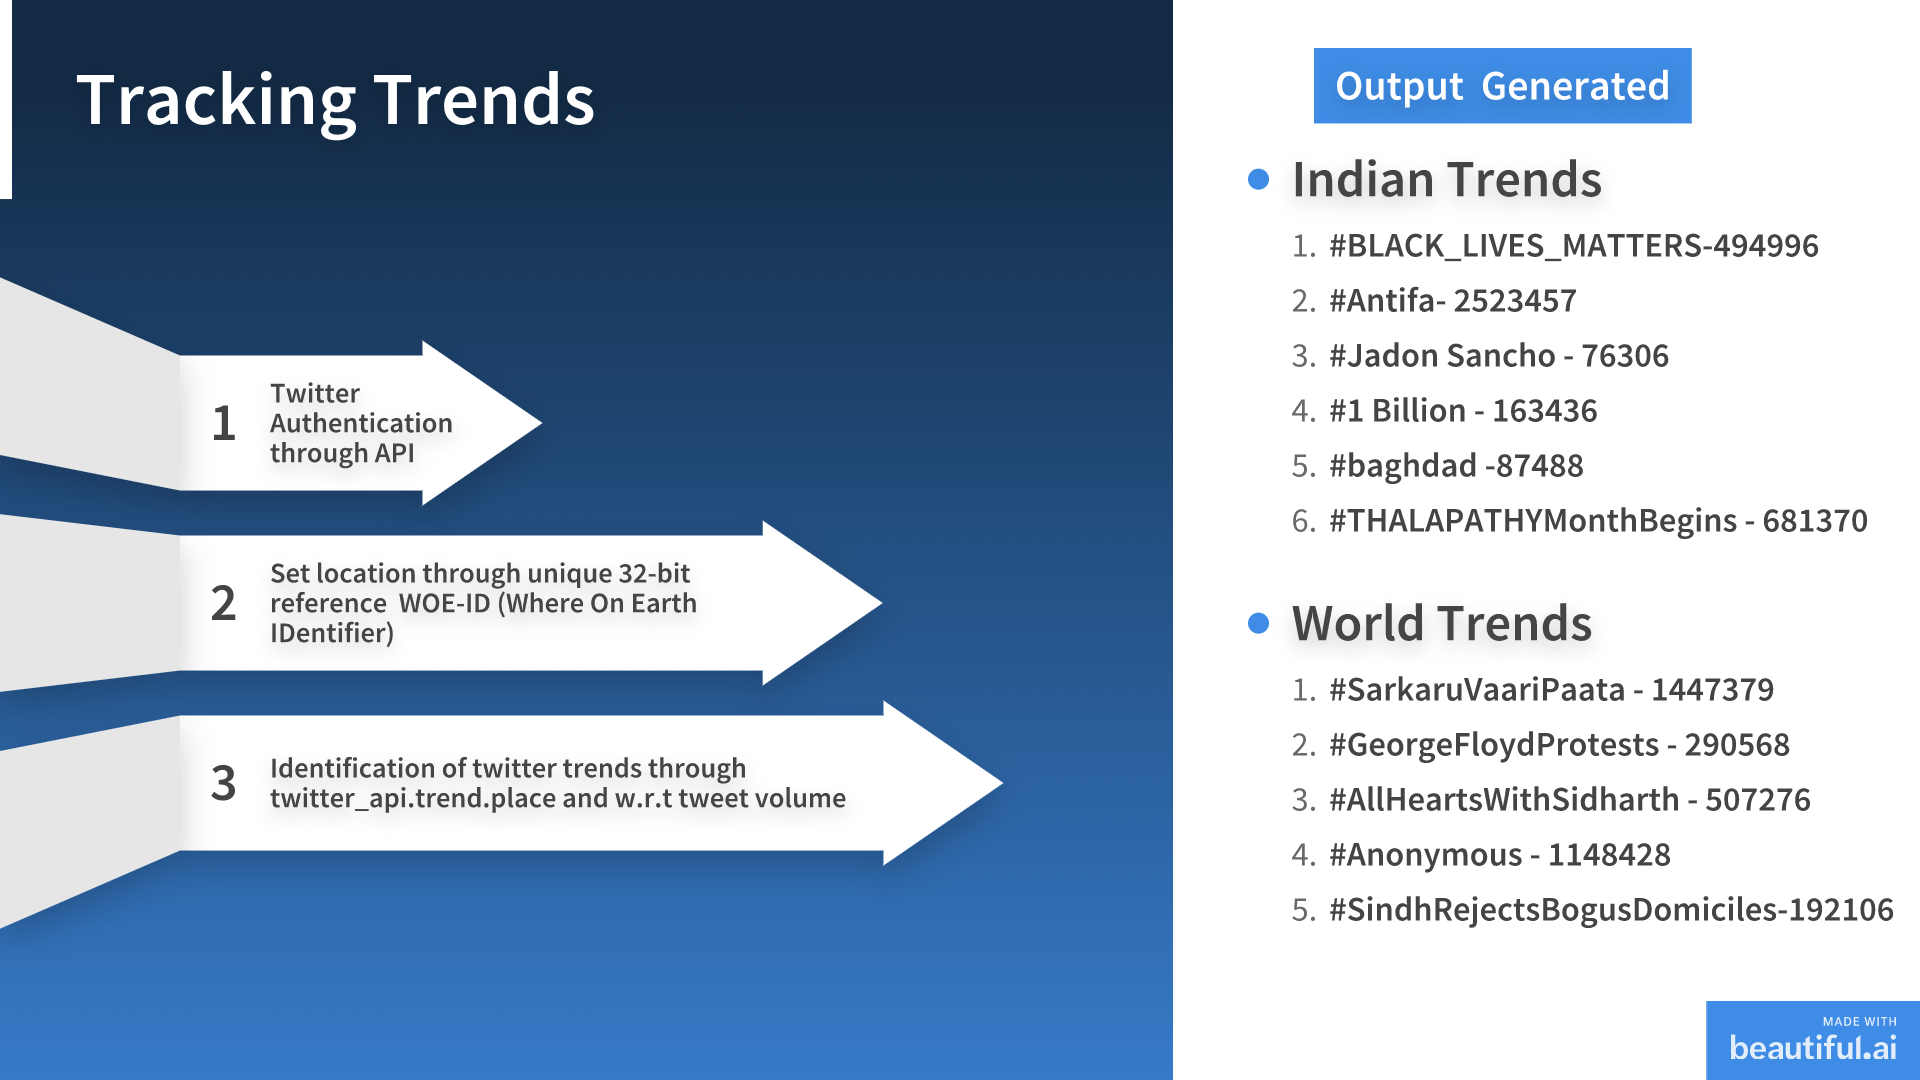 Tracking Trends
1
Twitter
Authentication
through API
2
Set location through unique 32-bit
reference WOE-ID (Where On Earth
IDentifier)
3
Identification of twitter trends through
twitter_api.trend.place and w.r.t tweet volume
Output Generated
Indian Trends
1. #BLACK_LIVES_MATTERS-494996
2. #Antifa- 2523457
3. #Jadon Sancho - 76306
4. #1 Billion - 163436
5. #baghdad -87488
6. #THALAPATHYMonthBegins - 681370
World Trends
1. #SarkaruVaariPaata - 1447379
2. #GeorgeFloydProtests - 290568
3. #AllHeartsWithSidharth - 507276
4. #Anonymous - 1148428
5. #SindhRejectsBogusDomiciles-192106
MADE WITH
beautiful.ai